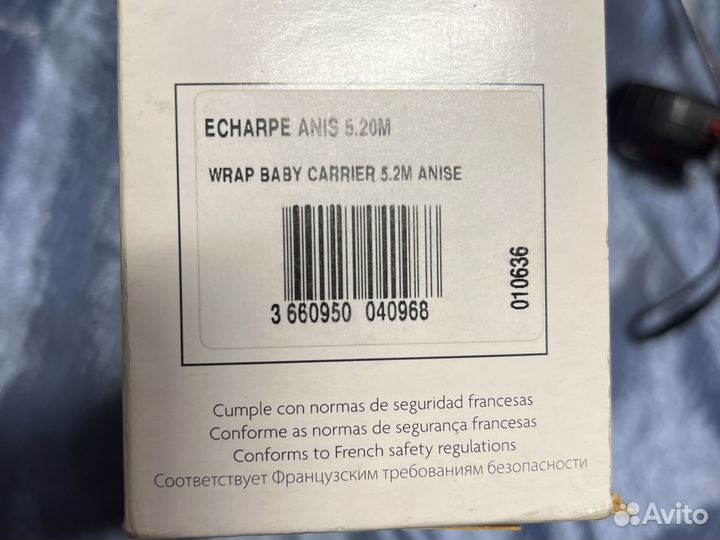 ECHARPE ANIS 5.20M
WRAP BABY CARRIER 5.2M ANISE
3 660950 040968
010636
Cumple con normas de seguridad francesas
Conforme as normas de segurança francesas
Conforms to French safety regulations
Соответствует Французским требованиям безопасности
Avito